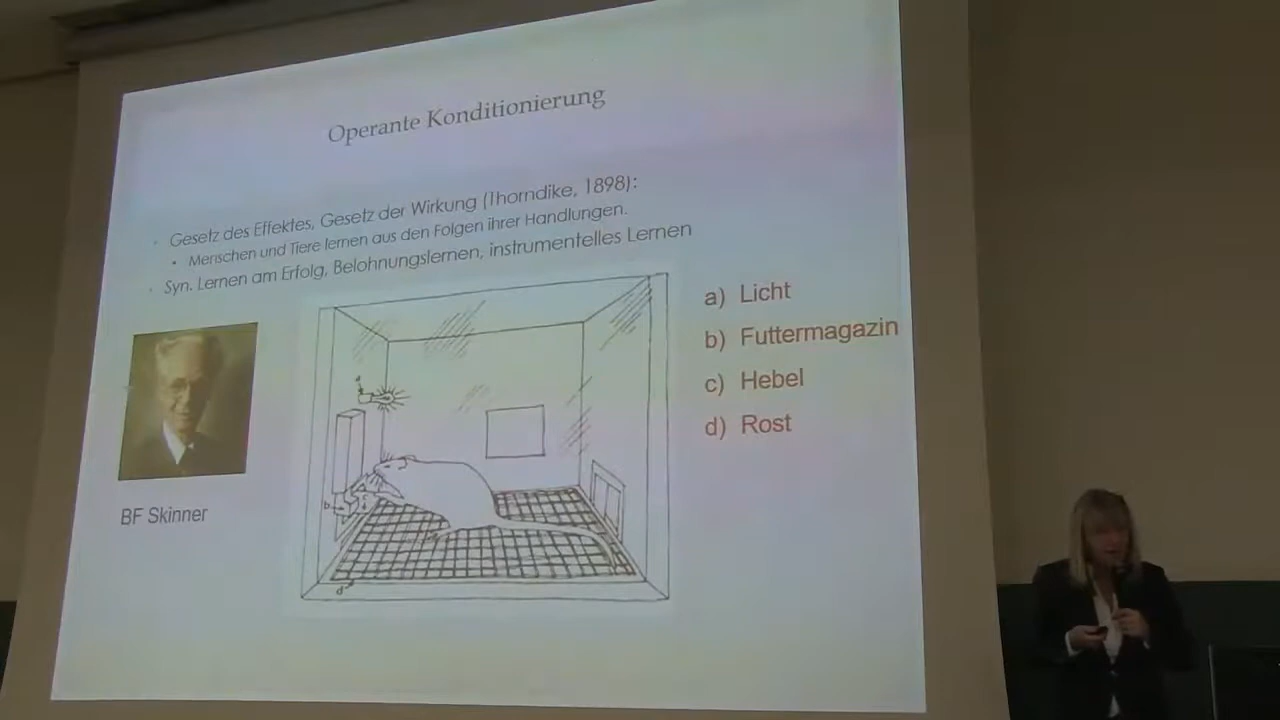 Operante Konditionierung
Gesetz des Effektes, Gesetz der Wirkung (Thorndike, 1898):
Menschen und Tiere lernen aus den Folgen ihrer Handlungen.
Syn. Lernen am Erfolg, Belohnungslernen, instrumentelles Lernen
a) Licht
b) Futtermagazin
c) Hebel
d) Rost
a
b
c
d
BF Skinner